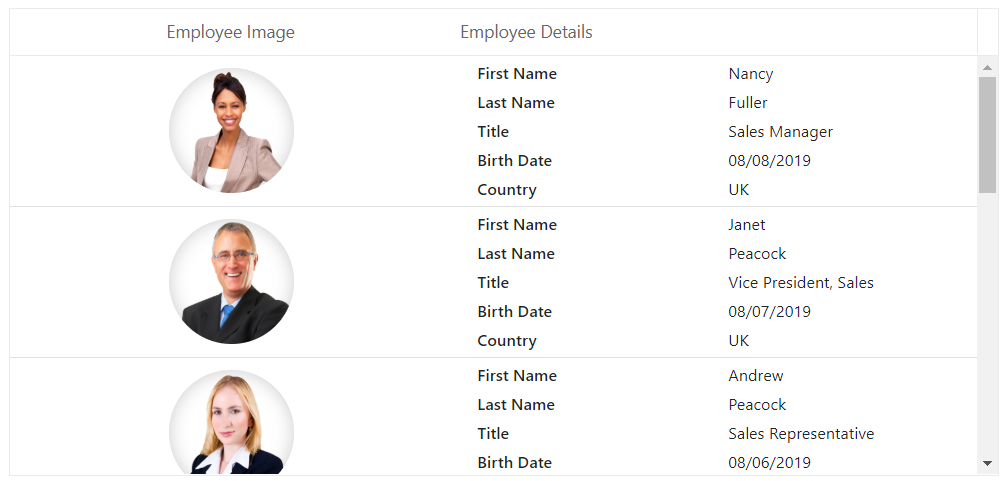 Employee Image Employee Details
First Name Nancy
Last Name Fuller
Title Sales Manager
Birth Date 08/08/2019
Country UK
First Name Janet
Last Name Peacock
Title Vice President, Sales
Birth Date 08/07/2019
Country UK
First Name Andrew
Last Name Peacock
Title Sales Representative
Birth Date 08/06/2019